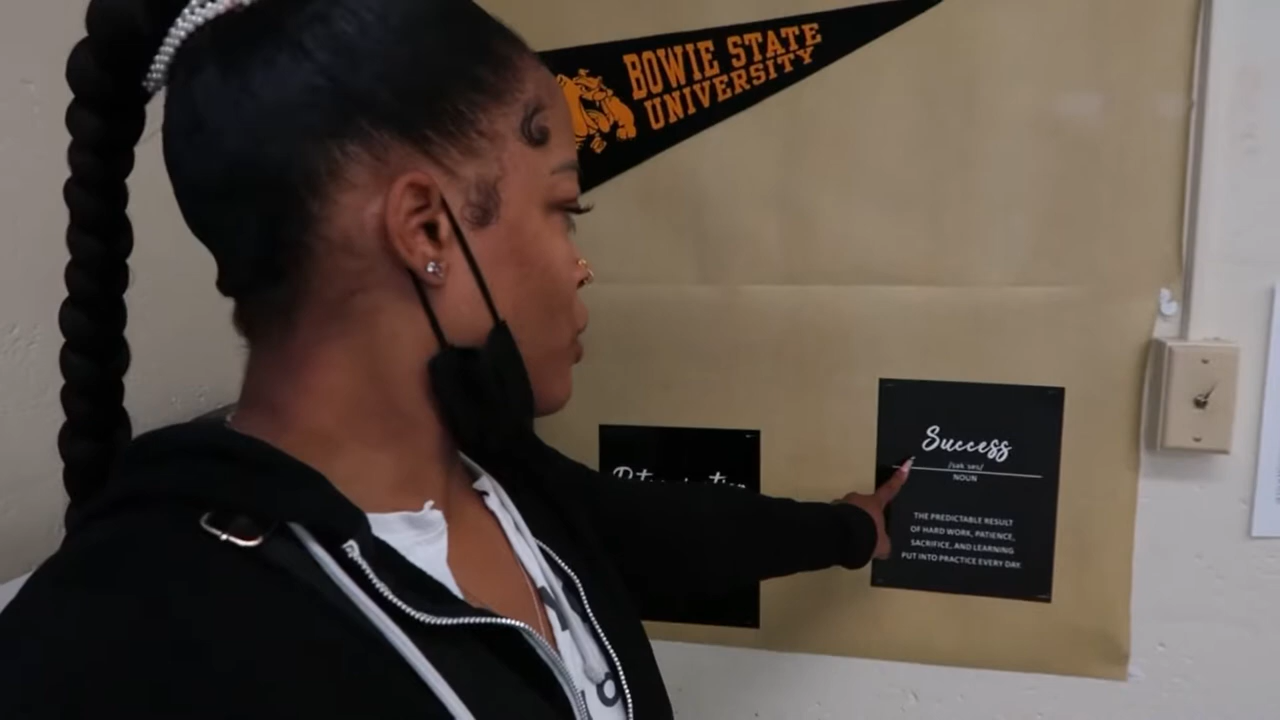 BOWIE STATE
UNIVERSITY
Success
/sək ses/
NOUN
THE PREDICTABLE RESULT
OF HARD WORK, PATIENCE,
SACRIFICE, AND LEARNING
PUT INTO PRACTICE EVERY DAY.